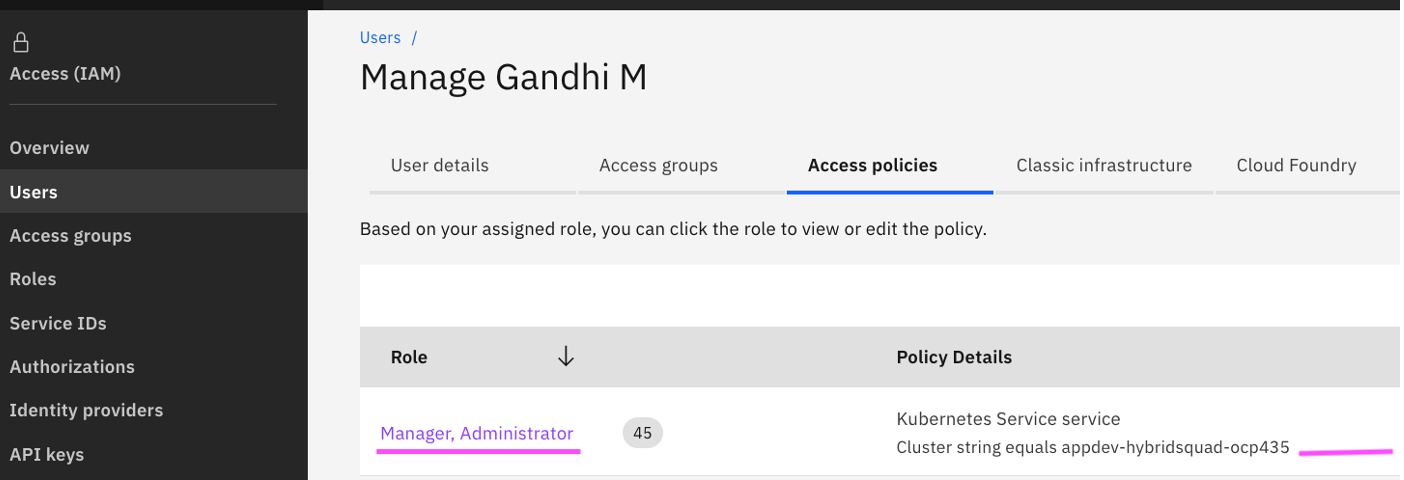 Access (IAM)
Overview
Users
Access groups
Roles
Service IDs
Authorizations
Identity providers
API keys
Users /
Manage Gandhi M
User details Access groups Access policies Classic infrastructure Cloud Foundry
Based on your assigned role, you can click the role to view or edit the policy.
Role Policy Details
Manager, Administrator 45 Kubernetes Service service
Cluster string equals appdev-hybridsquad-ocp435